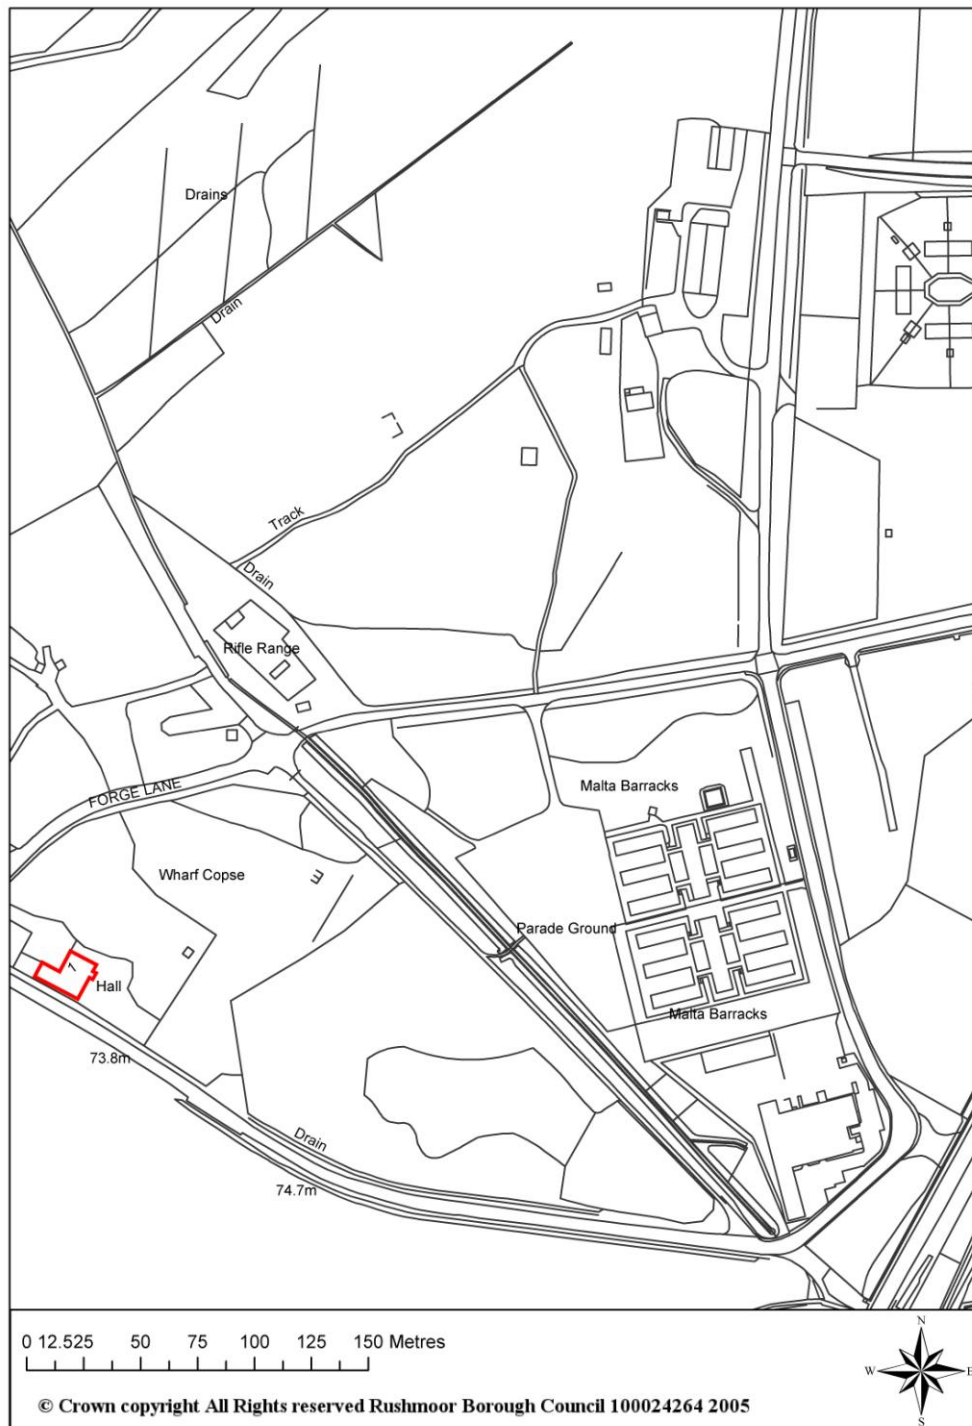 Drains
Drain
Track
Drain
Rifle Range
FORGE LANE
Malta Barracks
Wharf Copse
Parade Ground
1
Hall
Malta Barracks
73.8m
Drain
74.7m
0 12.525 50 75 100 125 150 Metres
N
W E
S
© Crown copyright All Rights reserved Rushmoor Borough Council 100024264 2005